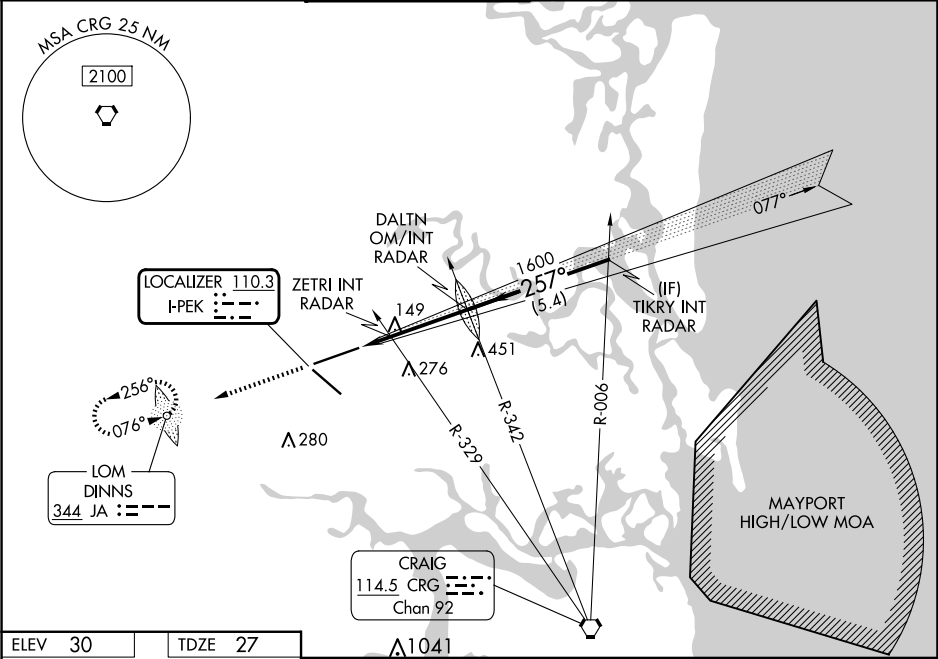 MSA CRG 25 NM
2100
077°
DALTN
OM/INT
RADAR
1600
257°
(5.4)
(IF)
TIKRY INT
RADAR
LOCALIZER 110.3
I-PEK
ZETRI INT
RADAR
149
451
276
256°
076°
280
R-329
R-342
R-006
LOM
DINNS
344 JA
MAYPORT
HIGH/LOW MOA
CRAIG
114.5 CRG
Chan 92
1041
ELEV 30
TDZE 27